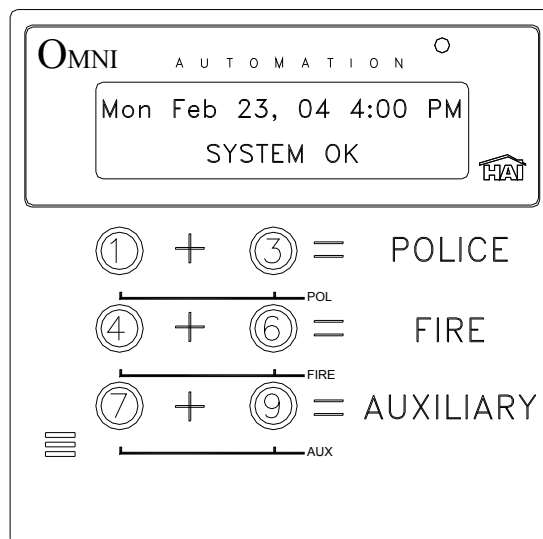 OMNI AUTOMATION
Mon Feb 23, 04 4:00 PM
SYSTEM OK
HAI
1 + 3 = POLICE
POL
4 + 6 = FIRE
FIRE
7 + 9 = AUXILIARY
AUX